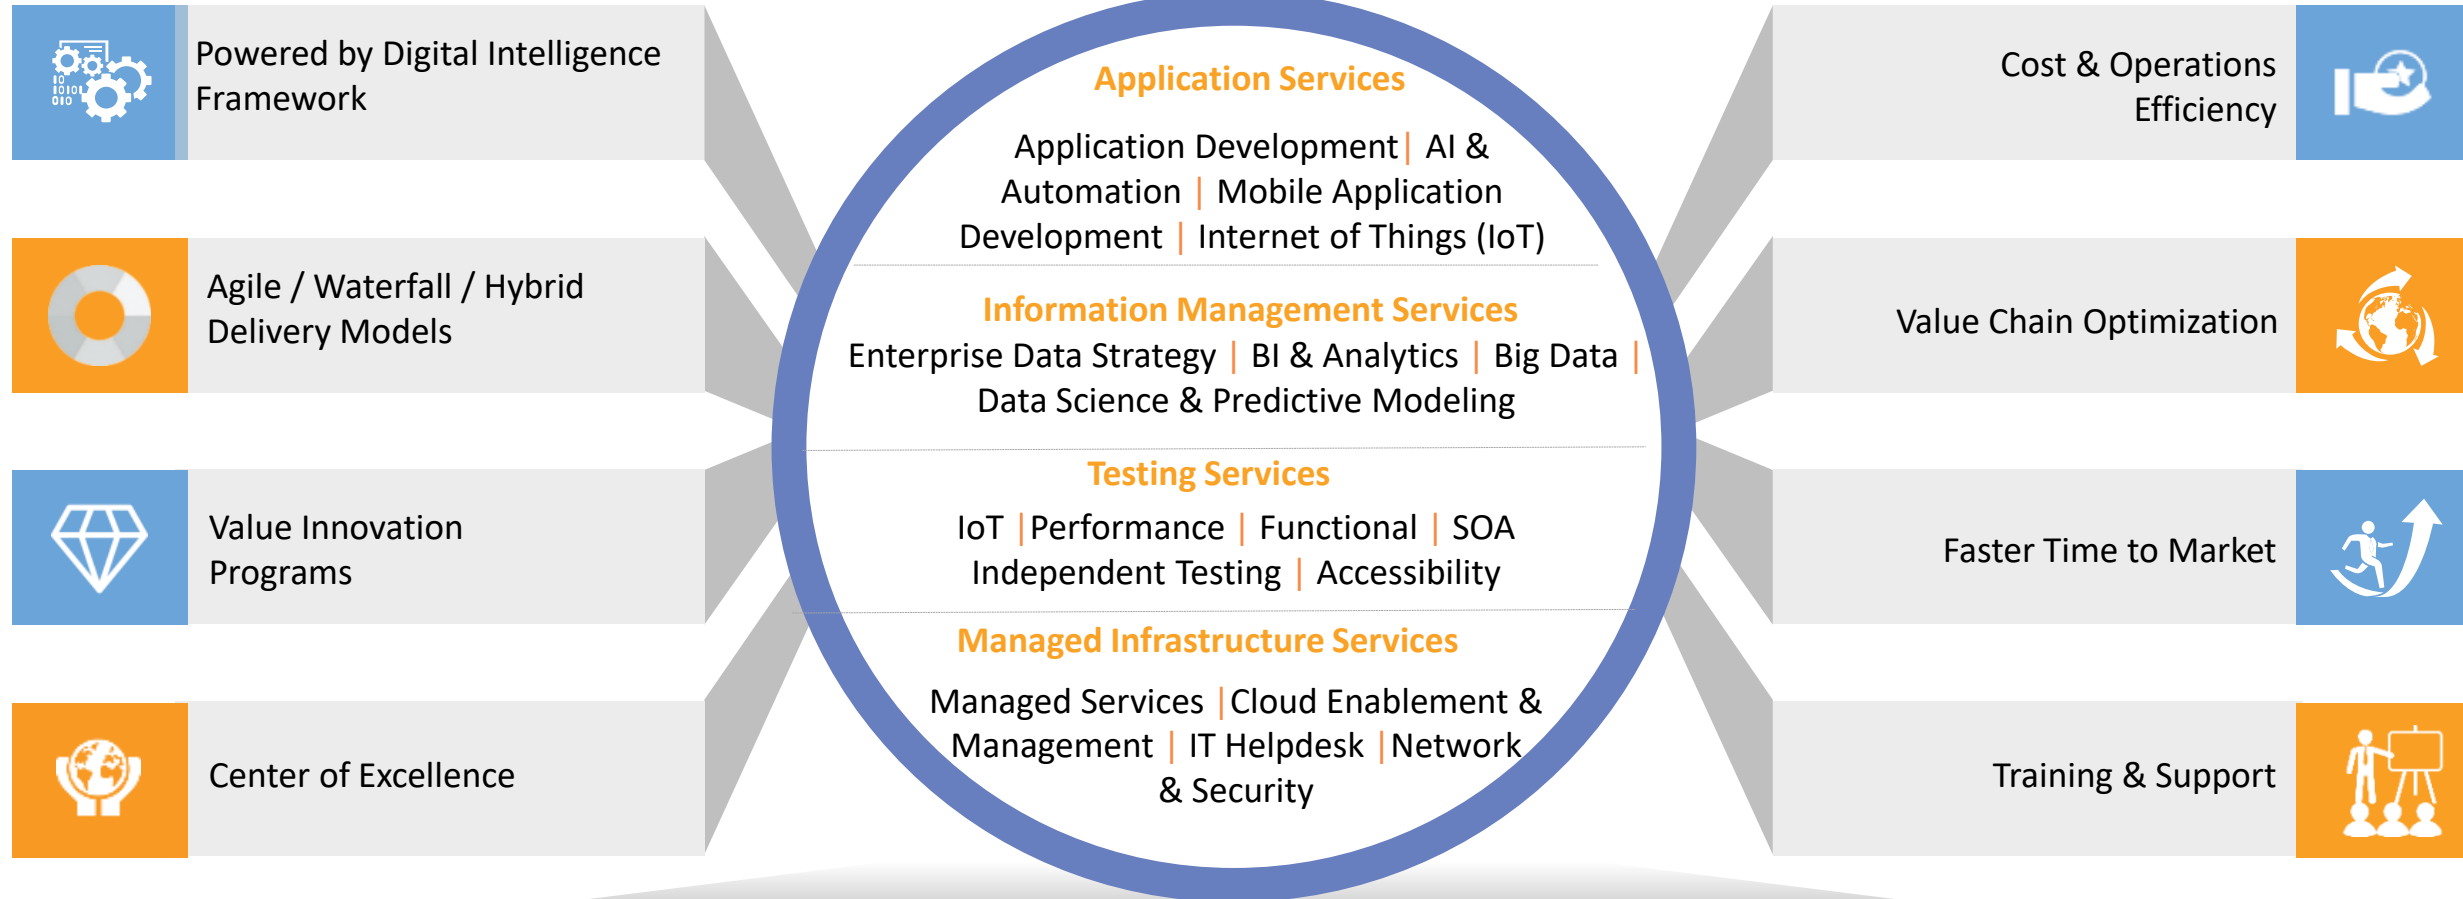 Powered by Digital Intelligence
Framework
Agile / Waterfall / Hybrid
Delivery Models
Value Innovation
Programs
Center of Excellence
Application Services
Application Development| AI &
Automation | Mobile Application
Development | Internet of Things (IoT)
Information Management Services
Enterprise Data Strategy | BI & Analytics | Big Data |
Data Science & Predictive Modeling
Testing Services
IoT |Performance | Functional | SOA
Independent Testing | Accessibility
Managed Infrastructure Services
Managed Services |Cloud Enablement &
Management | IT Helpdesk |Network
& Security
Cost & Operations
Efficiency
Value Chain Optimization
Faster Time to Market
Training & Support